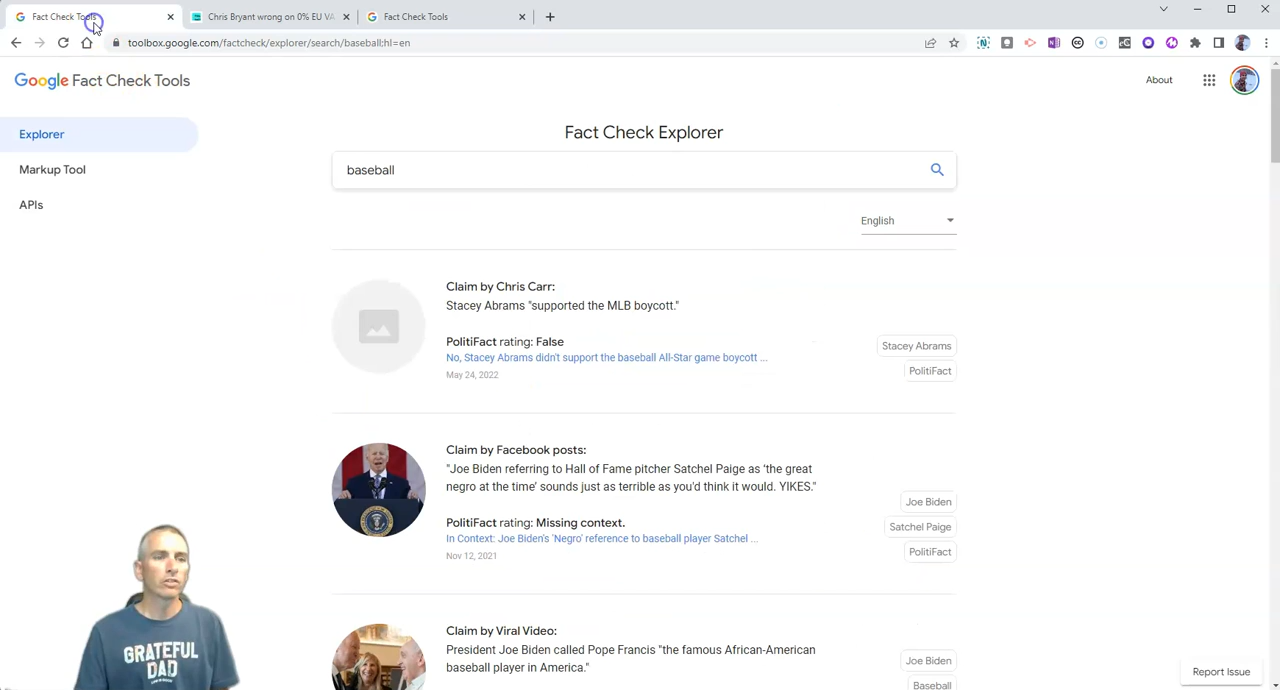 Fact Check Tools
Chris Bryant wrong on 0% EU VA
Fact Check Tools
toolbox.google.com/factcheck/explorer/search/baseball;hl=en
Google Fact Check Tools
About
Explorer
Markup Tool
APIs
Fact Check Explorer
baseball
English
Claim by Chris Carr:
Stacey Abrams "supported the MLB boycott."
PolitiFact rating: False
No, Stacey Abrams didn't support the baseball All-Star game boycott ...
May 24, 2022
Stacey Abrams
PolitiFact
Claim by Facebook posts:
"Joe Biden referring to Hall of Fame pitcher Satchel Paige as ‘the great
negro at the time’ sounds just as terrible as you'd think it would. YIKES."
PolitiFact rating: Missing context.
In Context: Joe Biden's 'Negro' reference to baseball player Satchel ...
Nov 12, 2021
Joe Biden
Satchel Paige
PolitiFact
Claim by Viral Video:
President Joe Biden called Pope Francis "the famous African-American
baseball player in America."
Joe Biden
Baseball
Report Issue
GRATEFUL
DAD